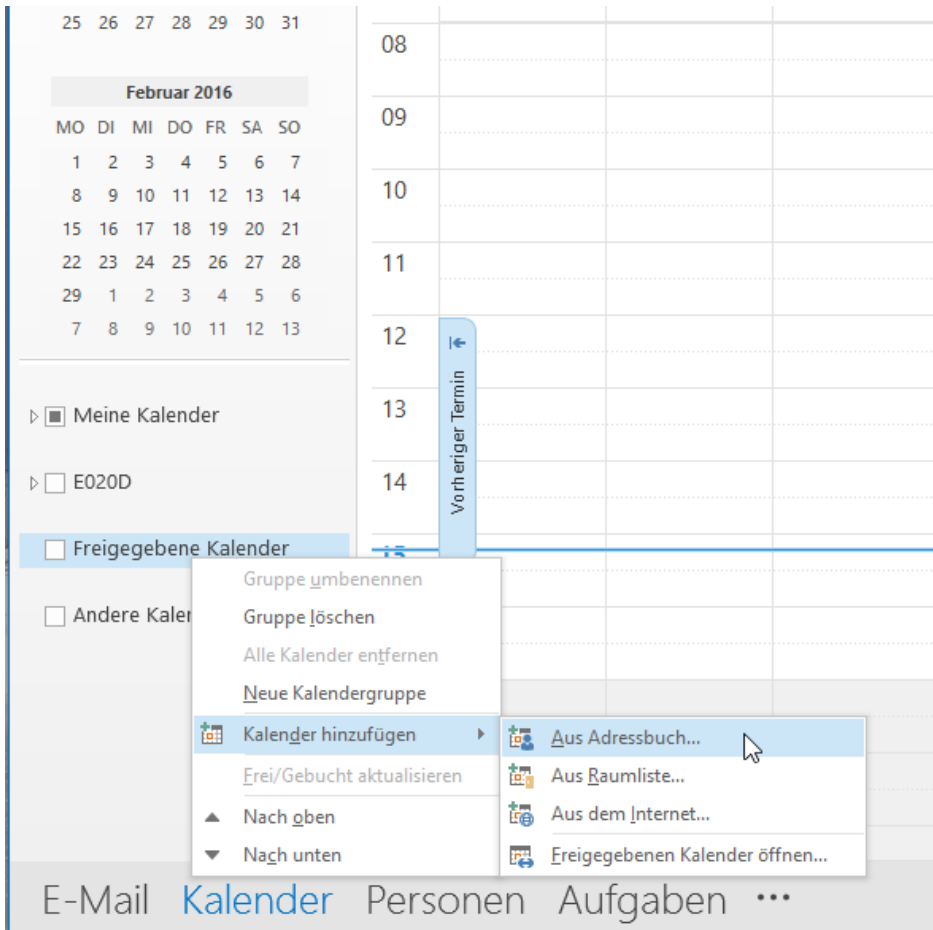 25 26 27 28 29 30 31
Februar 2016
MO DI MI DO FR SA SO
1 2 3 4 5 6 7
8 9 10 11 12 13 14
15 16 17 18 19 20 21
22 23 24 25 26 27 28
29 1 2 3 4 5 6
7 8 9 10 11 12 13
Meine Kalender
E020D
Freigegebene Kalender
Andere Kaler
08
09
10
11
12
13
14
15
Vorheriger Termin
Gruppe umbenennen
Gruppe löschen
Alle Kalender entfernen
Neue Kalendergruppe
Kalender hinzufügen
Frei/Gebucht aktualisieren
Nach oben
Nach unten
Aus Adressbuch...
Aus Raumliste...
Aus dem Internet...
Freigegebenen Kalender öffnen...
E-Mail Kalender Personen Aufgaben •••